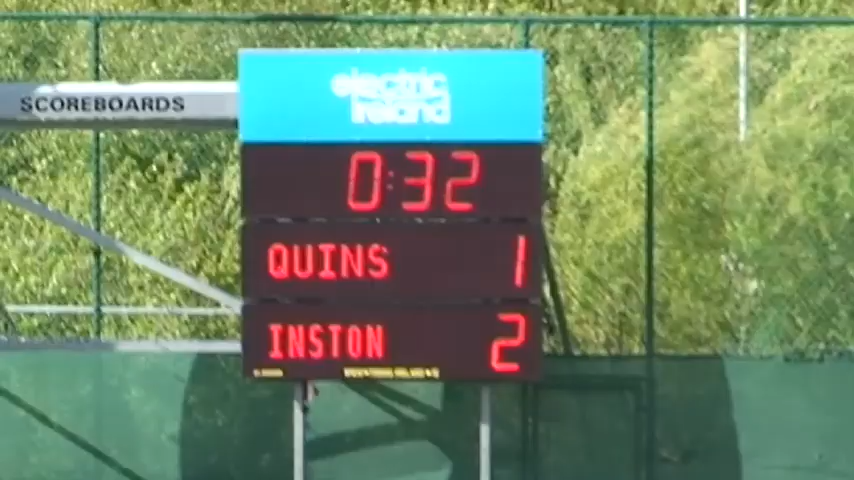 SCOREBOARDS
electric
Ireland
0:32
QUINS 1
INSTON 2